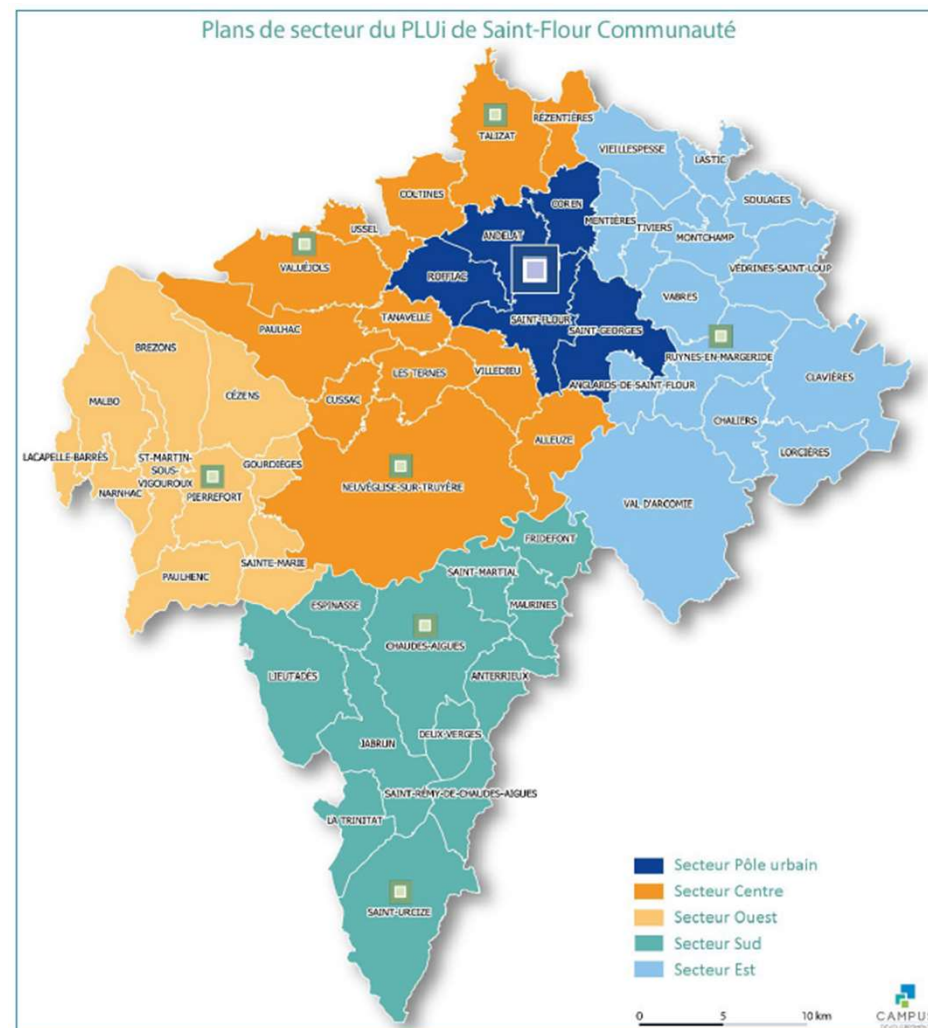 Plans de secteur du PLUi de Saint-Flour Communauté
TALIZAT
RÉZENTIÈRES
VIEILLESPESSE
LASTIC
COLTINES
COREN
SOULAGES
MENTIÈRES
TIVIERS
USSEL
ANDELAT
MONTCHAMP
VALUÉJOLS
ROFFIAC
VÉDRINES-SAINT-LOUP
VABRES
TANAVELLE
SAINT-FLOUR
PAULHAC
SAINT-GEORGES
BREZONS
RUYNES-EN-MARGERIDE
LES TERNES
VILLEDIEU
CLAVIÈRES
ANGLARDS-DE-SAINT-FLOUR
CÉZENS
CUSSAC
MALBO
CHALIERS
ALLEUZE
LORCIÈRES
LACAPELLE-BARRÈS
ST-MARTIN-
SOUS-
VIGOUROUX
GOURDIÈGES
NEUVÉGLISE-SUR-TRUYÈRE
NARNHAC
PIERREFORT
VAL D'ARCOMIE
FRIDEFONT
SAINTE-MARIE
SAINT-MARTIAL
PAULHENC
ESPINASSE
MAURINES
CHAUDES-AIGUES
LIEUTADÈS
ANTERRIEUX
DEUX-VERGES
JABRUN
SAINT-RÉMY-DE-CHAUDES-AIGUES
LA TRINITAT
SAINT-URCIZE
Secteur Pôle urbain
Secteur Centre
Secteur Ouest
Secteur Sud
Secteur Est
0 5 10 km
CAMPUS